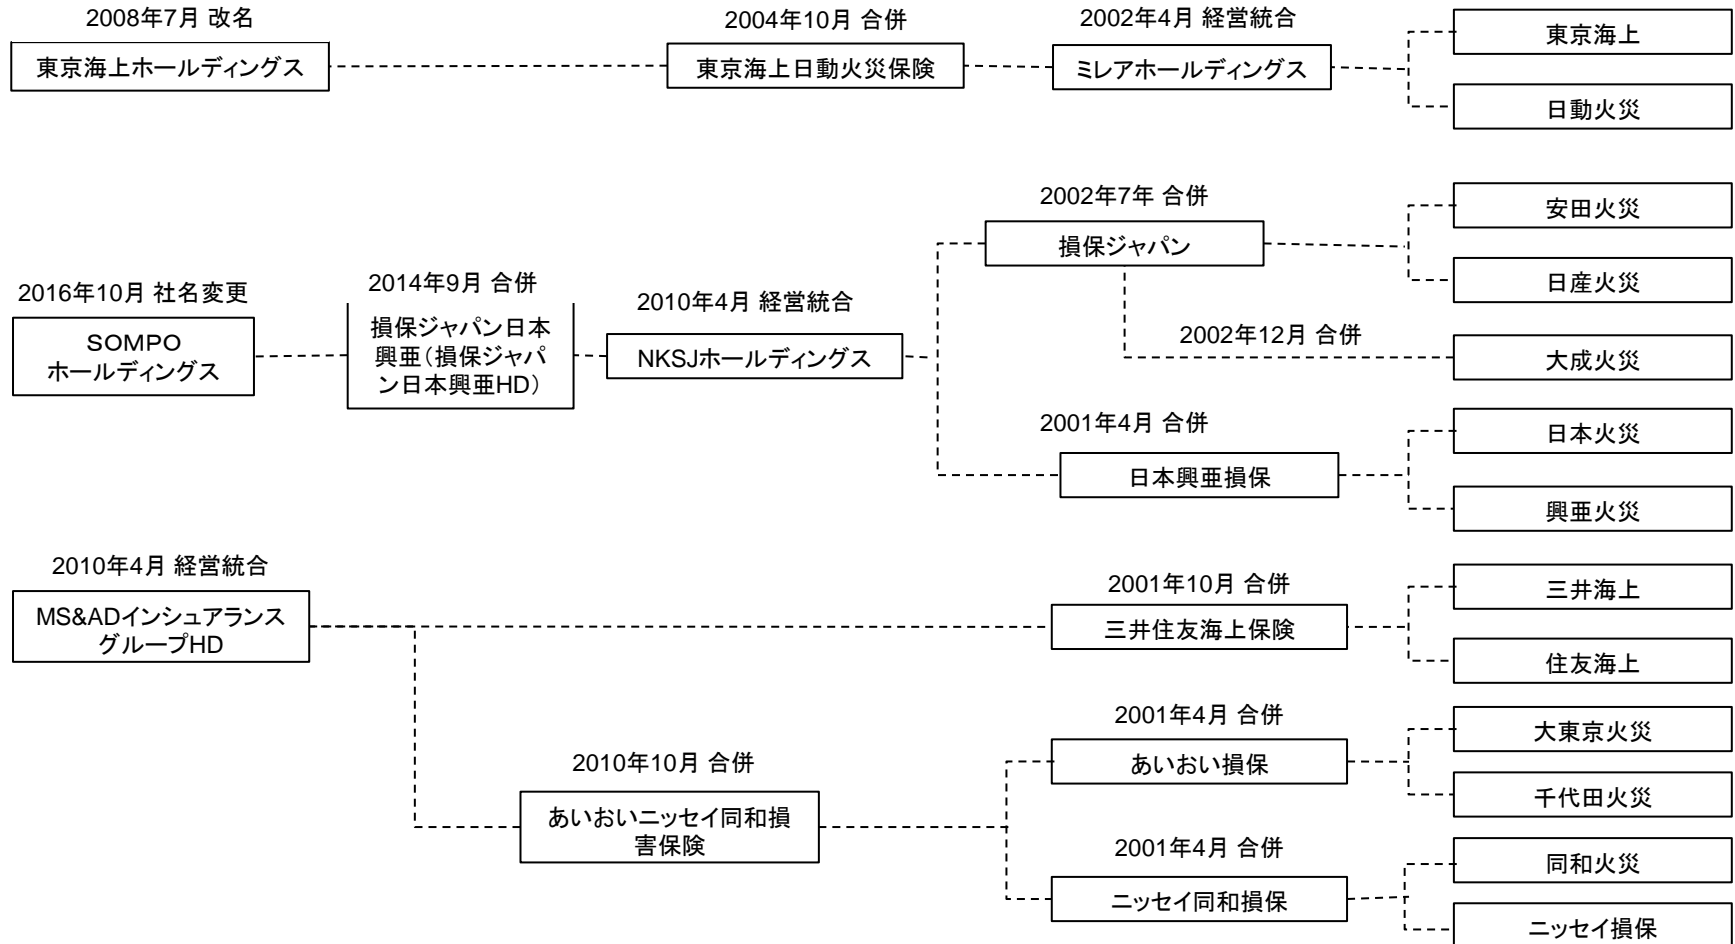 2008年7月 改名
東京海上ホールディングス
2004年10月 合併
東京海上日動火災保険
2002年4月 経営統合
ミレアホールディングス
東京海上
日動火災
2016年10月 社名変更
SOMPO
ホールディングス
2014年9月 合併
損保ジャパン日本
興亜(損保ジャパ
ン日本興亜HD)
2010年4月 経営統合
NKSJホールディングス
2002年7年 合併
損保ジャパン
安田火災
日産火災
2002年12月 合併
大成火災
2001年4月 合併
日本興亜損保
日本火災
興亜火災
2010年4月 経営統合
MS&ADインシュアランス
グループHD
2001年10月 合併
三井住友海上保険
三井海上
住友海上
2010年10月 合併
あいおいニッセイ同和損
害保険
2001年4月 合併
あいおい損保
大東京火災
千代田火災
2001年4月 合併
ニッセイ同和損保
同和火災
ニッセイ損保